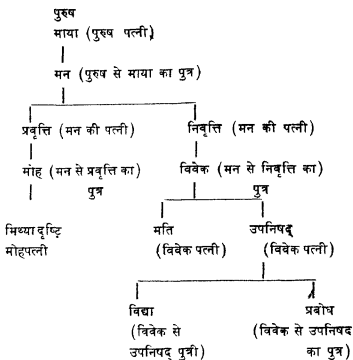 पुरुष
माया (पुरुष पत्नी)
मन (पुरुष से माया का पुत्र)
प्रवृत्ति (मन की पत्नी) निवृत्ति (मन की पत्नी)
मोह (मन से प्रवृत्ति का) विवेक (मन से निवृत्ति का)
पुत्र पुत्र
मिथ्यादृष्टि मति उपनिषद्
मोहपत्नी (विवेक पत्नी) (विवेक पत्नी)
विद्या प्रबोध
(विवेक से (विवेक से उपनिषद
उपनिषद् पुत्री) का पुत्र)